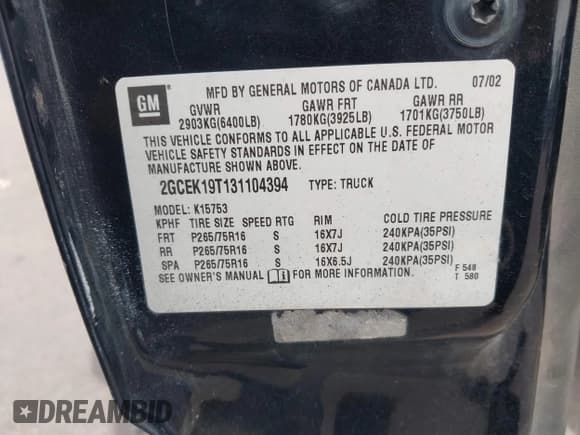 GM
MFD BY GENERAL MOTORS OF CANADA LTD. 07/02
GVWR GAWR FRT GAWR RR
2903KG(6400LB) 1780KG(3925LB) 1701KG(3750LB)
THIS VEHICLE CONFORMS TO ALL APPLICABLE U.S. FEDERAL MOTOR
VEHICLE SAFETY STANDARDS IN EFFECT ON THE DATE OF
MANUFACTURE SHOWN ABOVE.
2GCEK19T131104394 TYPE: TRUCK
MODEL: K15753
KPHF TIRE SIZE SPEED RTG RIM COLD TIRE PRESSURE
FRT P265/75R16 S 16X7J 240KPA(35PSI)
RR P265/75R16 S 16X7J 240KPA(35PSI)
SPA P265/75R16 S 16X6.5J 240KPA(35PSI)
SEE OWNER'S MANUAL FOR MORE INFORMATION
F 548
T 580
DREAMBID